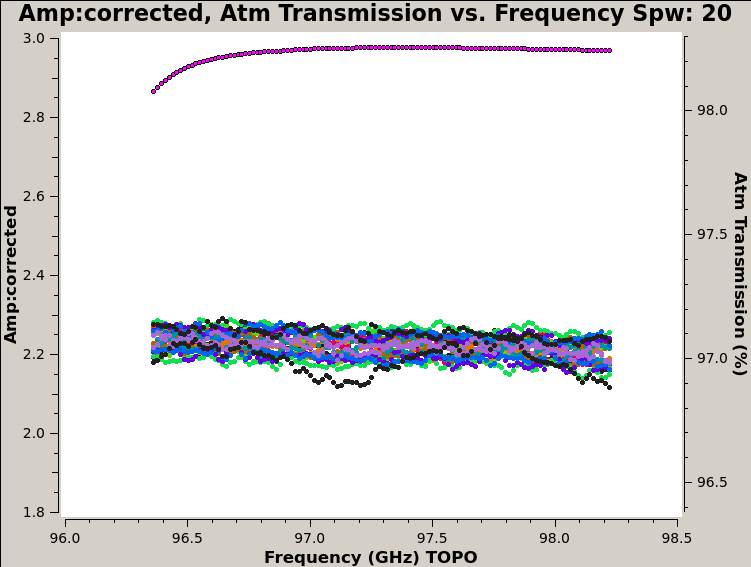 Amp:corrected, Atm Transmission vs. Frequency Spw: 20
3.0
2.8
2.6
2.4
2.2
2.0
1.8
Amp:corrected
98.0
97.5
97.0
96.5
Atm Transmission (%)
96.0 96.5 97.0 97.5 98.0 98.5
Frequency (GHz) TOPO